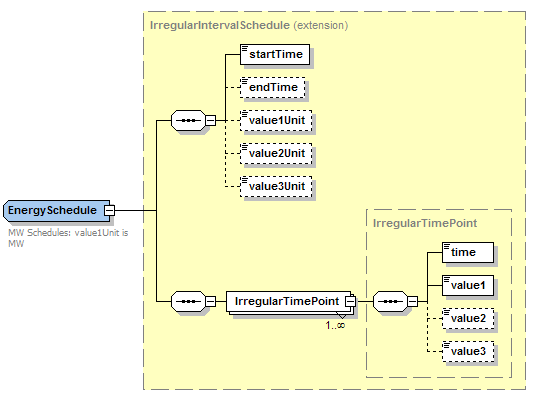 IrregularIntervalSchedule (extension)
startTime
endTime
value1Unit
value2Unit
value3Unit
EnergySchedule
MW Schedules: value1Unit is
MW
IrregularTimePoint
1..∞
IrregularTimePoint
time
value1
value2
value3